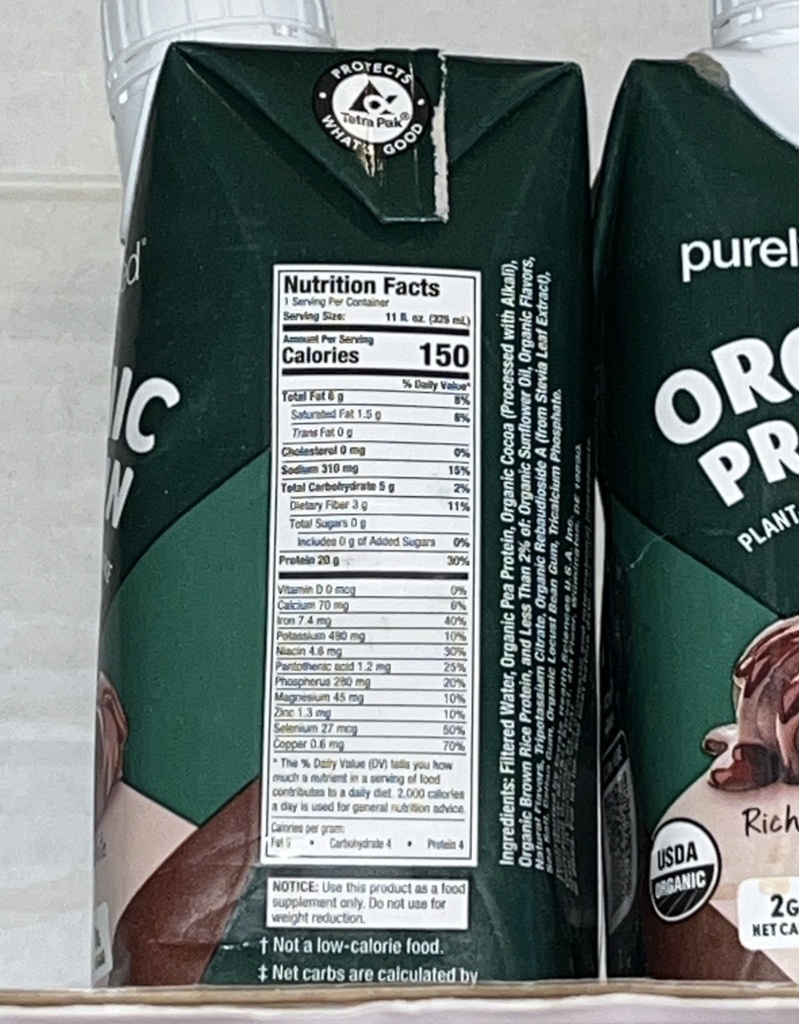 PROTECTS
Tetra Pak®
WHAT'S GOOD
ed
IC
N
Nutrition Facts
1 Serving Per Container
Serving Size: 11 fl. oz. (325 mL)
Amount Per Serving
Calories 150
% Daily Value*
Total Fat 6 g 8%
Saturated Fat 1.5 g 8%
Trans Fat 0 g
Cholesterol 0 mg 0%
Sodium 310 mg 15%
Total Carbohydrate 5 g 2%
Dietary Fiber 3 g 11%
Total Sugars 0 g
Includes 0 g of Added Sugars 0%
Protein 20 g 30%
Vitamin D 0 mcg 0%
Calcium 70 mg 6%
Iron 7.4 mg 40%
Potassium 490 mg 10%
Niacin 4.6 mg 30%
Pantothenic acid 1.2 mg 25%
Phosphorus 280 mg 20%
Magnesium 45 mg 10%
Zinc 1.3 mg 10%
Selenium 27 mcg 50%
Copper 0.6 mg 70%
* The % Daily Value (DV) tells you how
much a nutrient in a serving of food
contributes to a daily diet. 2,000 calories
a day is used for general nutrition advice.
Calories per gram:
Fat • Carbohydrate 4 • Protein 4
NOTICE: Use this product as a food
supplement only. Do not use for
weight reduction.
† Not a low-calorie food.
‡ Net carbs are calculated by
Ingredients: Filtered Water, Organic Pea Protein, Organic Cocoa (Processed with Alkali),
Organic Brown Rice Protein, and Less Than 2% of: Organic Sunflower Oil, Organic Flavors,
Natural Flavors, Tripotassium Citrate, Organic Rebaudioside A (from Stevia Leaf Extract),
Sea Salt, Gellan Gum, Organic Locust Bean Gum, Tricalcium Phosphate.
purel
ORG
PR
PLANT
Rich
USDA
ORGANIC
2G
NET CA